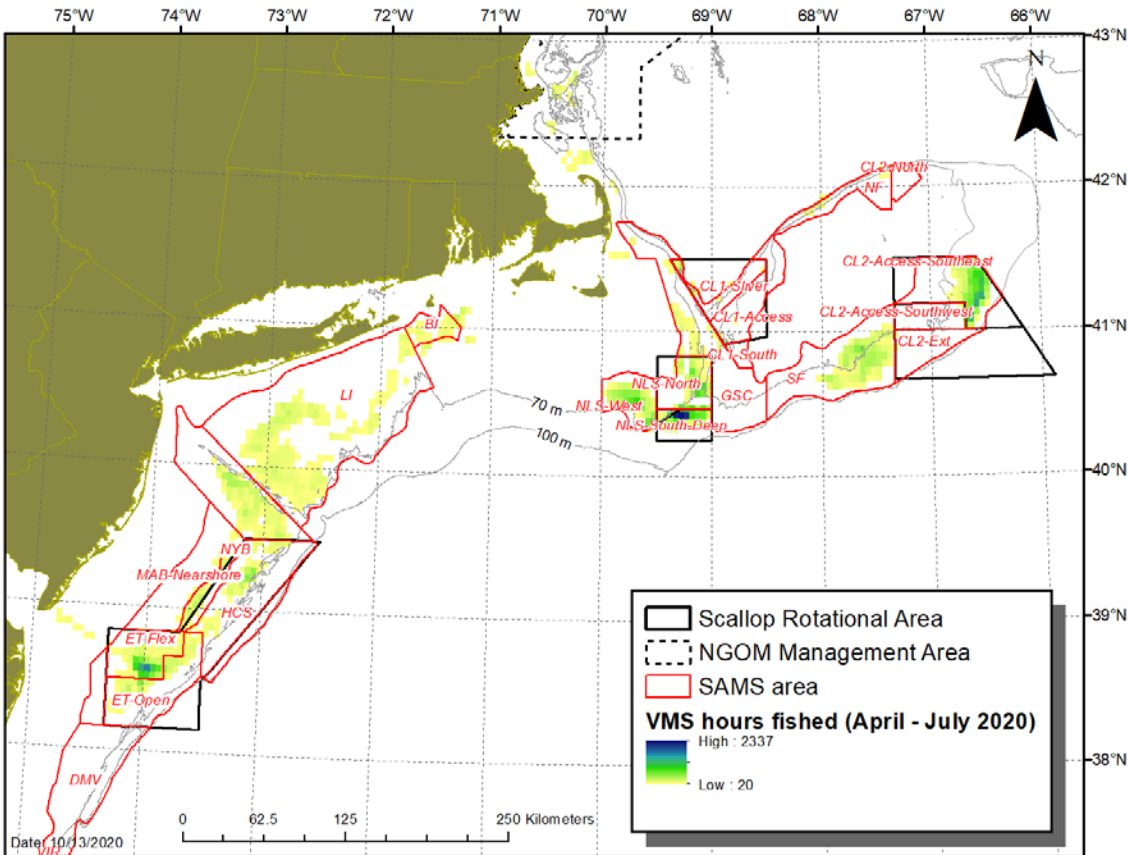 75°W 74°W 73°W 72°W 71°W 70°W 69°W 68°W 67°W 66°W
43°N
N
42°N
CL2-North
NF
CL2-Access-Southeast
CL1-Sliver
CL2-Access-Southwest
CL1-Access
41°N
BI
CL2-Ext
CL1-South
SF
NLS-North
GSC
LI
NLS-West
70 m
NLS-South-Deep
100 m
40°N
NYB
MAB-Nearshore
HCS
39°N
ET Flex
ET-Open
38°N
DMV
VIR
Scallop Rotational Area
NGOM Management Area
SAMS area
VMS hours fished (April - July 2020)
High : 2337
Low : 20
0 62.5 125 250 Kilometers
Date: 10/13/2020